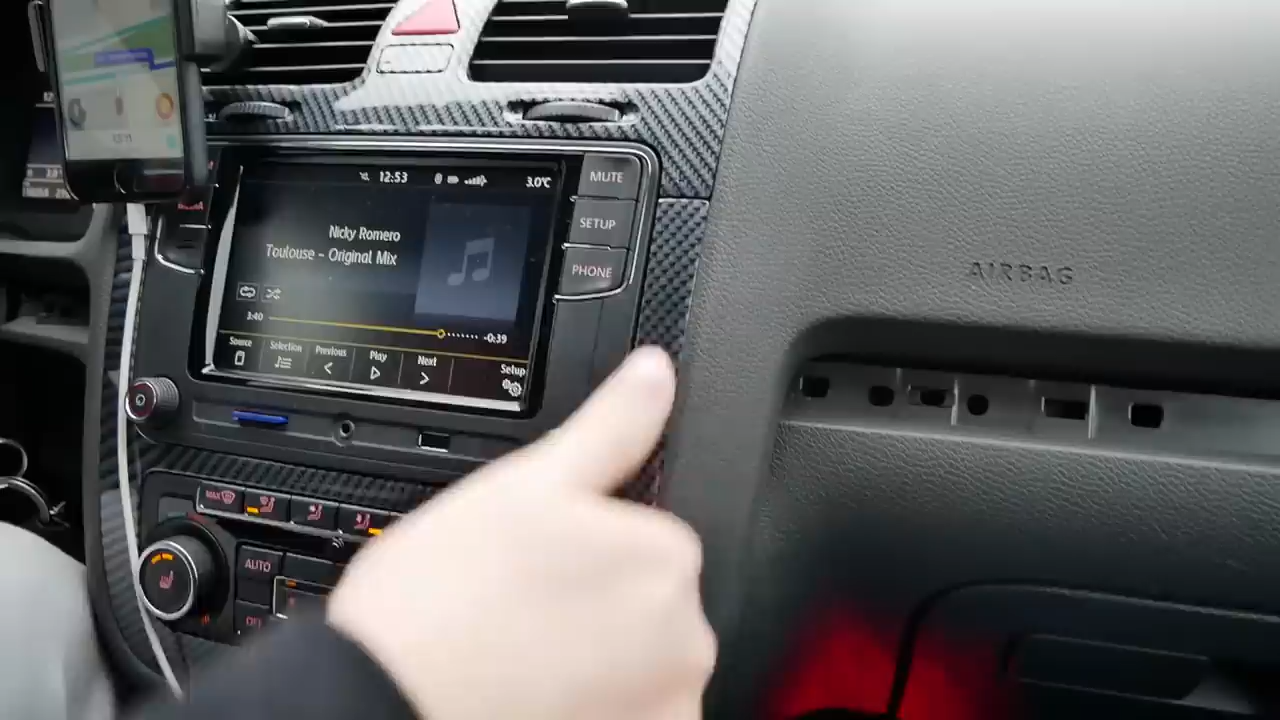 12:53
3.0°C
MUTE
Nicky Romero
SETUP
Toulouse - Original Mix
PHONE
AIRBAG
3:40
-0:39
Source
Selection
Previous
Play
Next
Setup
MAX
AUTO